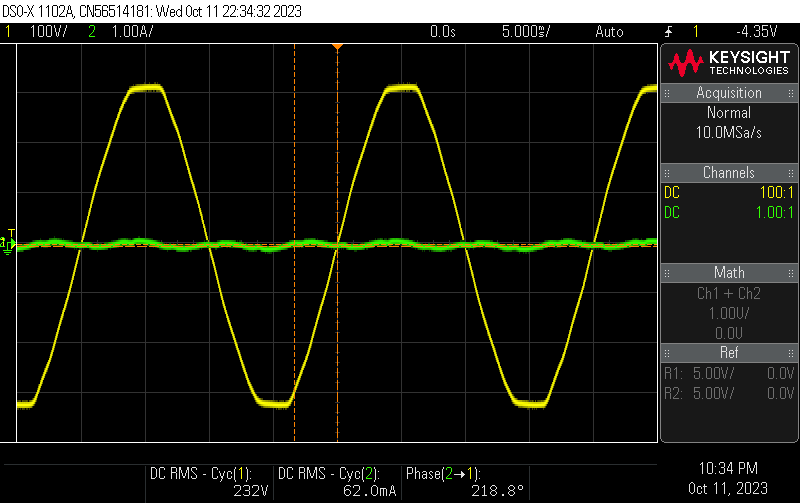 DSO-X 1102A, CN56514181: Wed Oct 11 22:34:32 2023
1 100V/ 2 1.00A/ 0.0s 5.000ms/ Auto 1 -4.35V
KEYSIGHT
TECHNOLOGIES
Acquisition
Normal
10.0MSa/s
Channels
DC 100:1
DC 1.00:1
Math
Ch1 + Ch2
1.00V/
0.0V
Ref
R1: 5.00V/ 0.0V
R2: 5.00V/ 0.0V
T
DC RMS - Cyc(1): DC RMS - Cyc(2): Phase(2→1):
232V 62.0mA 218.8°
10:34 PM
Oct 11, 2023